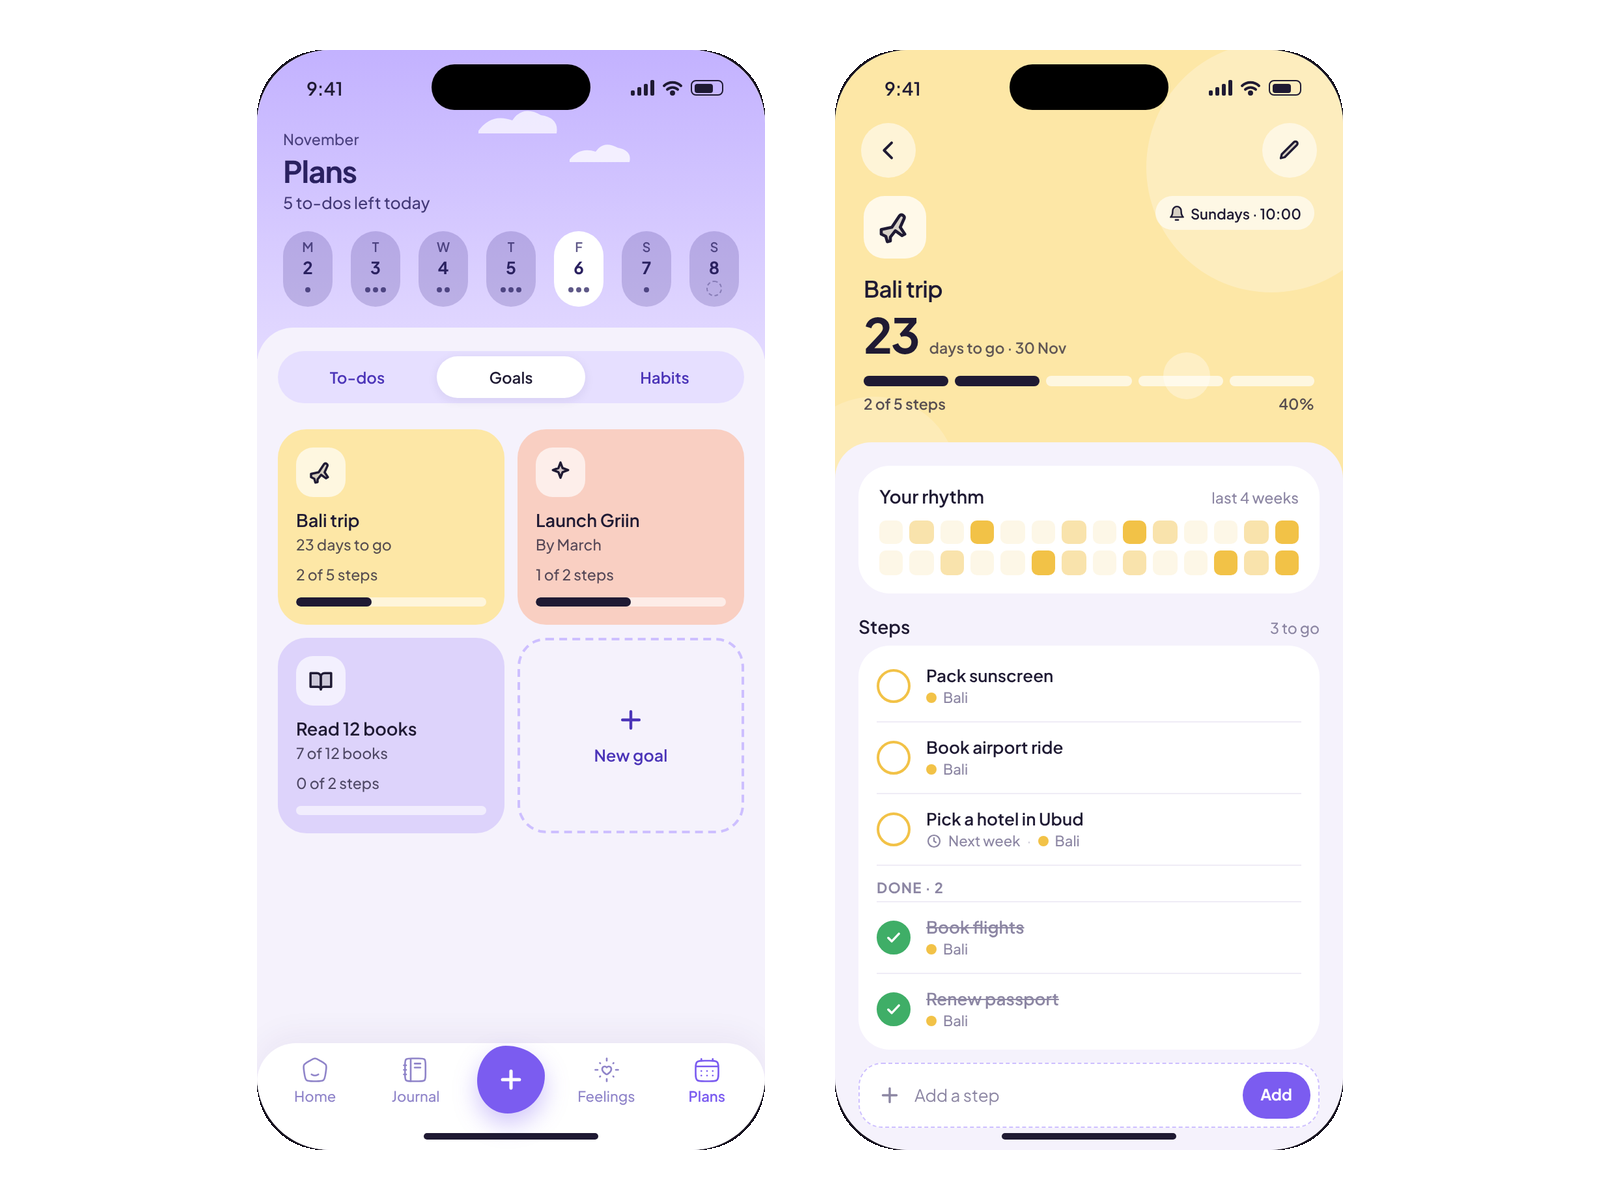 9:41
November
Plans
5 to-dos left today
M T W T F S S
2 3 4 5 6 7 8
To-dos Goals Habits
Bali trip
23 days to go
2 of 5 steps
Launch Griin
By March
1 of 2 steps
Read 12 books
7 of 12 books
0 of 2 steps
New goal
Home Journal Feelings Plans
9:41
Sundays · 10:00
Bali trip
23 days to go · 30 Nov
2 of 5 steps 40%
Your rhythm last 4 weeks
Steps 3 to go
Pack sunscreen
Bali
Book airport ride
Bali
Pick a hotel in Ubud
Next week · Bali
DONE · 2
Book flights
Bali
Renew passport
Bali
Add a step Add